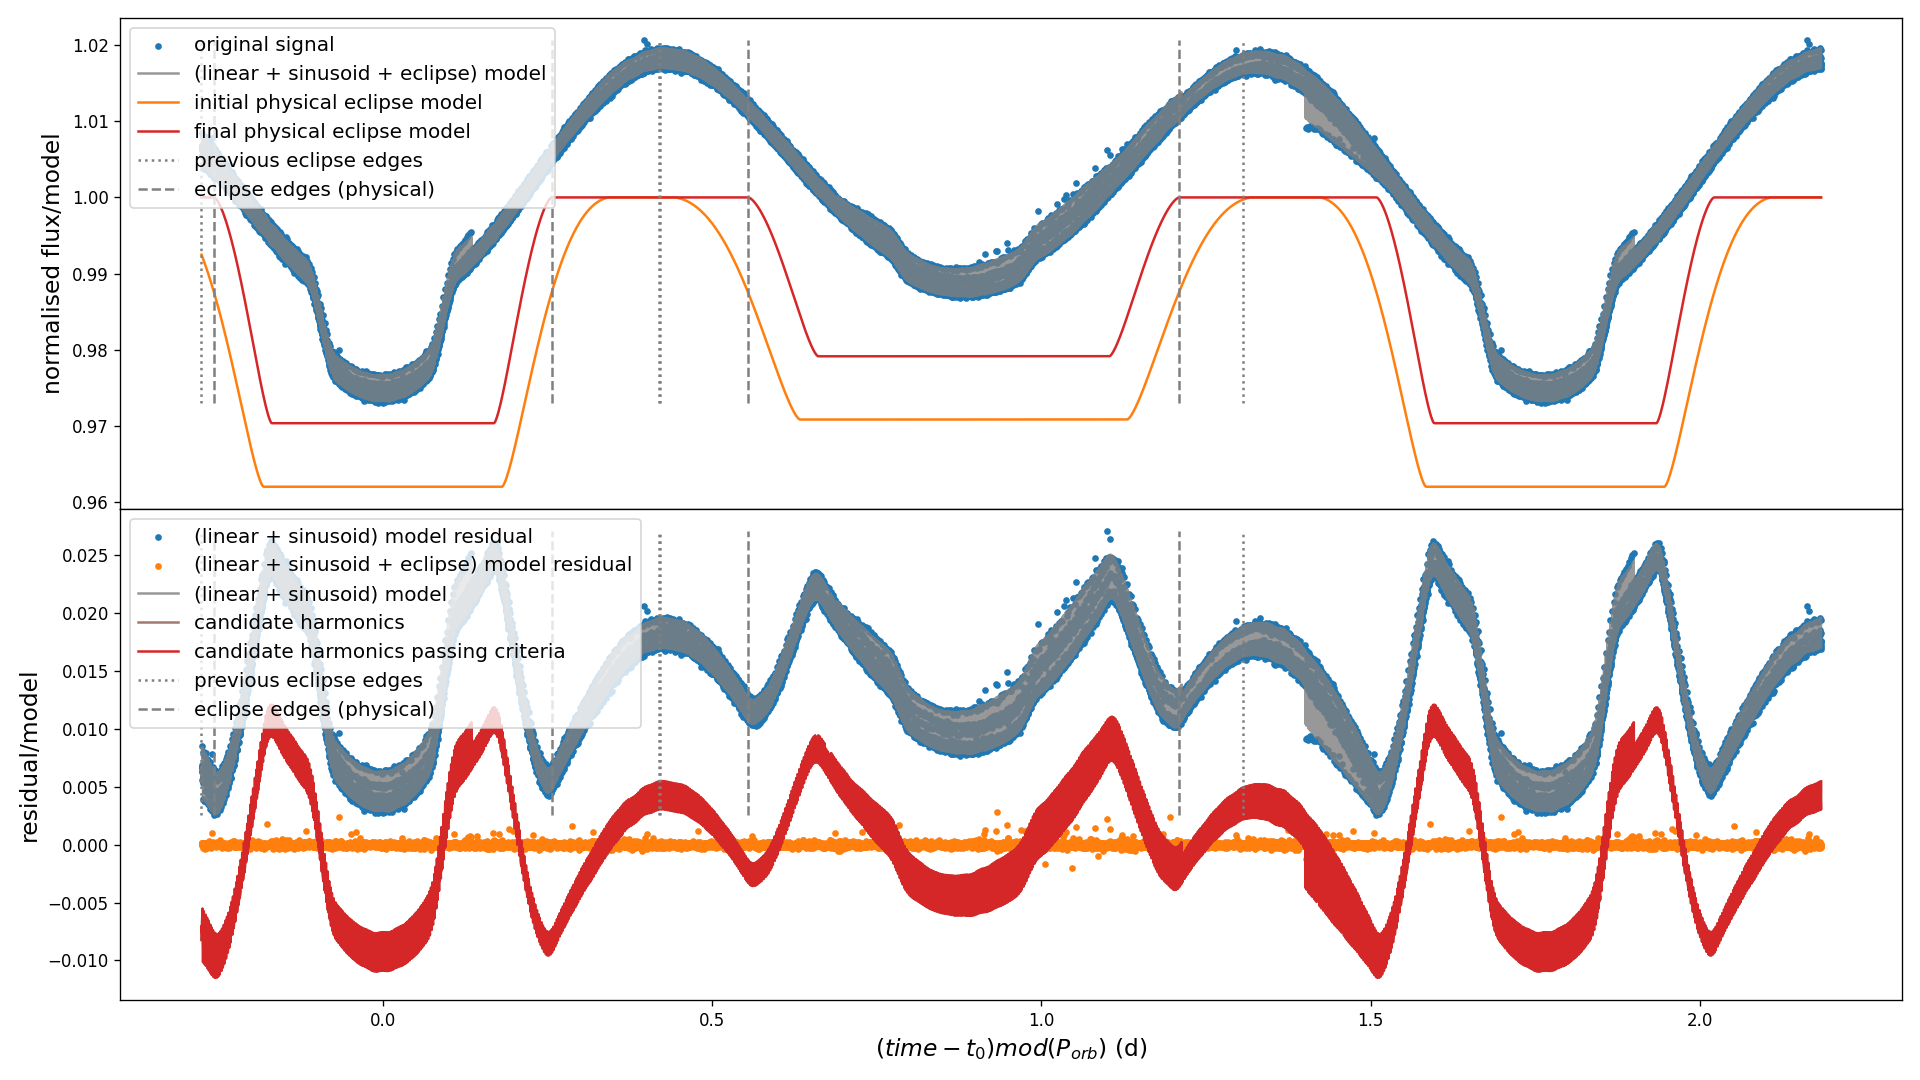 original signal
(linear + sinusoid + eclipse) model
initial physical eclipse model
final physical eclipse model
previous eclipse edges
eclipse edges (physical)
normalised flux/model
1.02
1.01
1.00
0.99
0.98
0.97
0.96
(linear + sinusoid) model residual
(linear + sinusoid + eclipse) model residual
(linear + sinusoid) model
candidate harmonics
candidate harmonics passing criteria
previous eclipse edges
eclipse edges (physical)
residual/model
0.025
0.020
0.015
0.010
0.005
0.000
−0.005
−0.010
0.0 0.5 1.0 1.5 2.0
(time − t₀)mod(P_orb) (d)